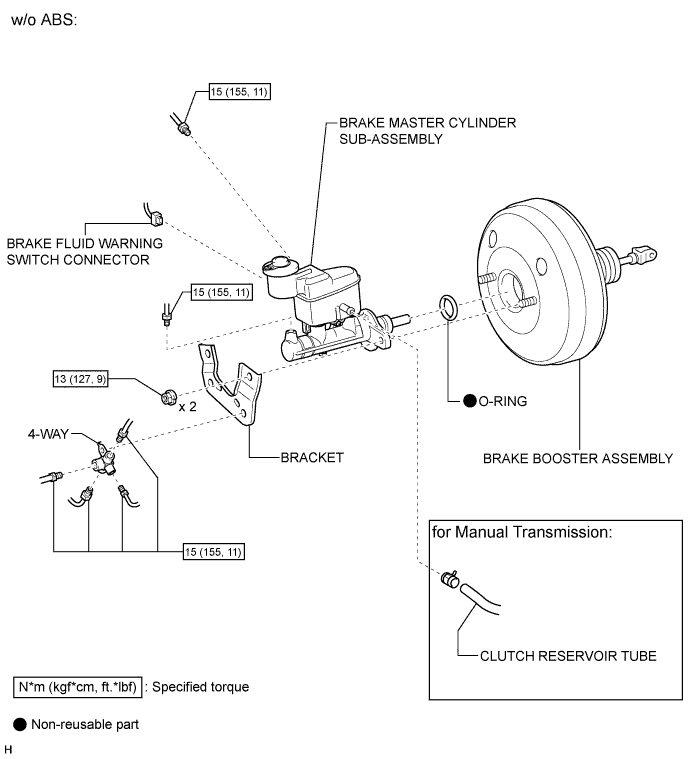 w/o ABS:
15 (155, 11)
BRAKE MASTER CYLINDER
SUB-ASSEMBLY
BRAKE FLUID WARNING
SWITCH CONNECTOR
15 (155, 11)
13 (127, 9)
x 2
O-RING
4-WAY
BRACKET
BRAKE BOOSTER ASSEMBLY
15 (155, 11)
for Manual Transmission:
CLUTCH RESERVOIR TUBE
N*m (kgf*cm, ft.*lbf) : Specified torque
Non-reusable part
H